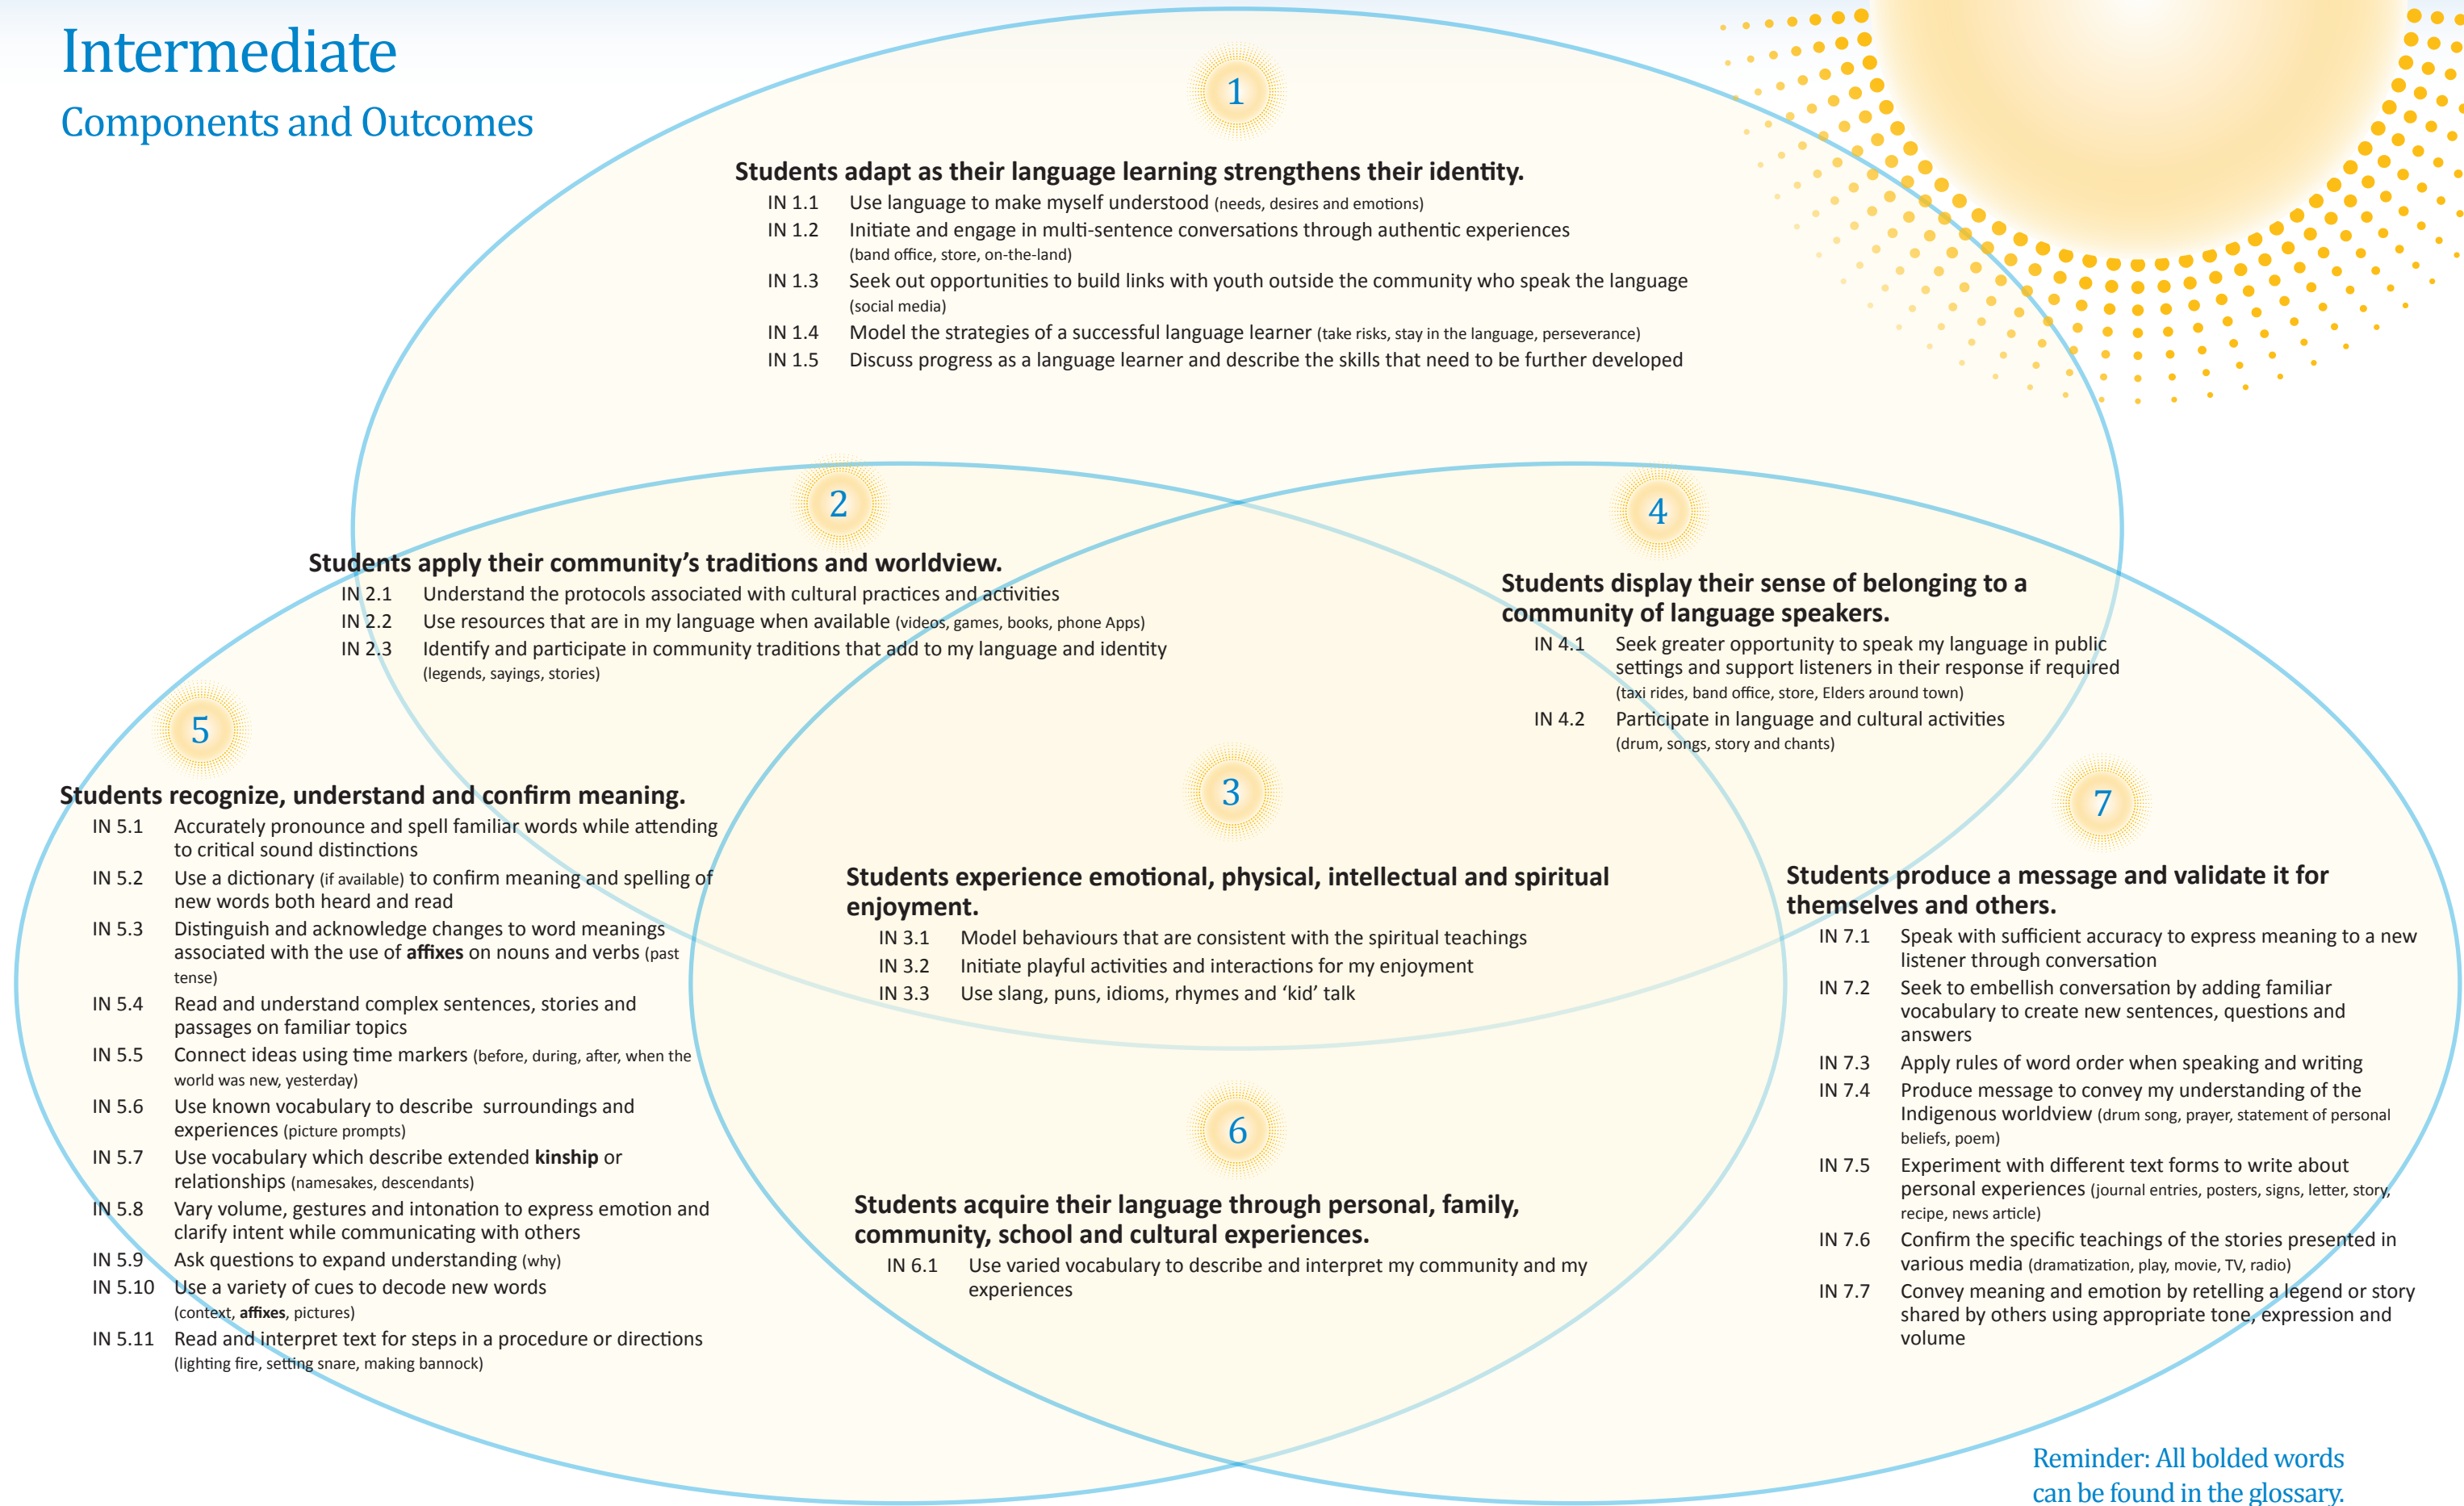 Intermediate
Components and Outcomes
1
Students adapt as their language learning strengthens their identity.
IN 1.1 Use language to make myself understood (needs, desires and emotions)
IN 1.2 Initiate and engage in multi-sentence conversations through authentic experiences
(band office, store, on-the-land)
IN 1.3 Seek out opportunities to build links with youth outside the community who speak the language
(social media)
IN 1.4 Model the strategies of a successful language learner (take risks, stay in the language, perseverance)
IN 1.5 Discuss progress as a language learner and describe the skills that need to be further developed
2
Students apply their community's traditions and worldview.
IN 2.1 Understand the protocols associated with cultural practices and activities
IN 2.2 Use resources that are in my language when available (videos, games, books, phone Apps)
IN 2.3 Identify and participate in community traditions that add to my language and identity
(legends, sayings, stories)
4
Students display their sense of belonging to a
community of language speakers.
IN 4.1 Seek greater opportunity to speak my language in public
settings and support listeners in their response if required
(taxi rides, band office, store, Elders around town)
IN 4.2 Participate in language and cultural activities
(drum, songs, story and chants)
5
Students recognize, understand and confirm meaning.
IN 5.1 Accurately pronounce and spell familiar words while attending
to critical sound distinctions
IN 5.2 Use a dictionary (if available) to confirm meaning and spelling of
new words both heard and read
IN 5.3 Distinguish and acknowledge changes to word meanings
associated with the use of affixes on nouns and verbs (past
tense)
IN 5.4 Read and understand complex sentences, stories and
passages on familiar topics
IN 5.5 Connect ideas using time markers (before, during, after, when the
world was new, yesterday)
IN 5.6 Use known vocabulary to describe surroundings and
experiences (picture prompts)
IN 5.7 Use vocabulary which describe extended kinship or
relationships (namesakes, descendants)
IN 5.8 Vary volume, gestures and intonation to express emotion and
clarify intent while communicating with others
IN 5.9 Ask questions to expand understanding (why)
IN 5.10 Use a variety of cues to decode new words
(context, affixes, pictures)
IN 5.11 Read and interpret text for steps in a procedure or directions
(lighting fire, setting snare, making bannock)
3
Students experience emotional, physical, intellectual and spiritual
enjoyment.
IN 3.1 Model behaviours that are consistent with the spiritual teachings
IN 3.2 Initiate playful activities and interactions for my enjoyment
IN 3.3 Use slang, puns, idioms, rhymes and 'kid' talk
6
Students acquire their language through personal, family,
community, school and cultural experiences.
IN 6.1 Use varied vocabulary to describe and interpret my community and my
experiences
7
Students produce a message and validate it for
themselves and others.
IN 7.1 Speak with sufficient accuracy to express meaning to a new
listener through conversation
IN 7.2 Seek to embellish conversation by adding familiar
vocabulary to create new sentences, questions and
answers
IN 7.3 Apply rules of word order when speaking and writing
IN 7.4 Produce message to convey my understanding of the
Indigenous worldview (drum song, prayer, statement of personal
beliefs, poem)
IN 7.5 Experiment with different text forms to write about
personal experiences (journal entries, posters, signs, letter, story,
recipe, news article)
IN 7.6 Confirm the specific teachings of the stories presented in
various media (dramatization, play, movie, TV, radio)
IN 7.7 Convey meaning and emotion by retelling a legend or story
shared by others using appropriate tone, expression and
volume
Reminder: All bolded words
can be found in the glossary.